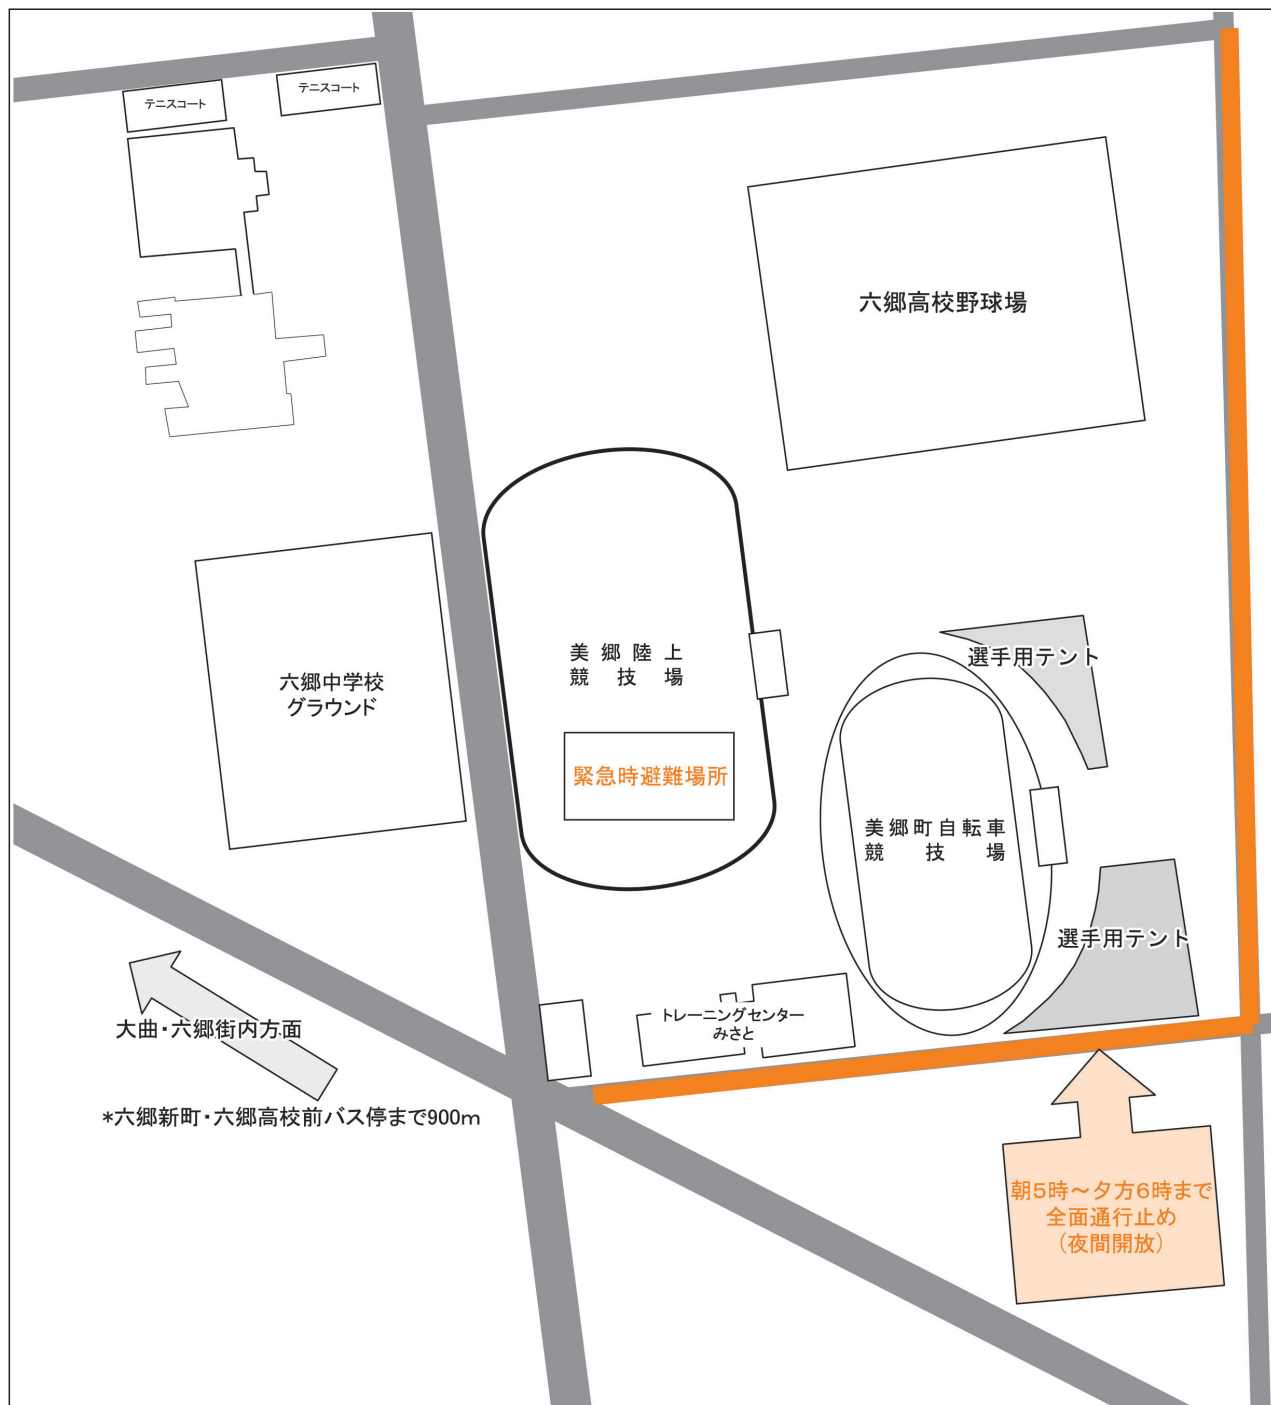 テニスコート
テニスコート
六郷高校野球場
美郷陸上
競技場
選手用テント
六郷中学校
グラウンド
緊急時避難場所
美郷町自転車
競技場
選手用テント
トレーニングセンター
みさと
大曲・六郷街内方面
*六郷新町・六郷高校前バス停まで900m
朝5時～夕方6時まで
全面通行止め
（夜間開放）